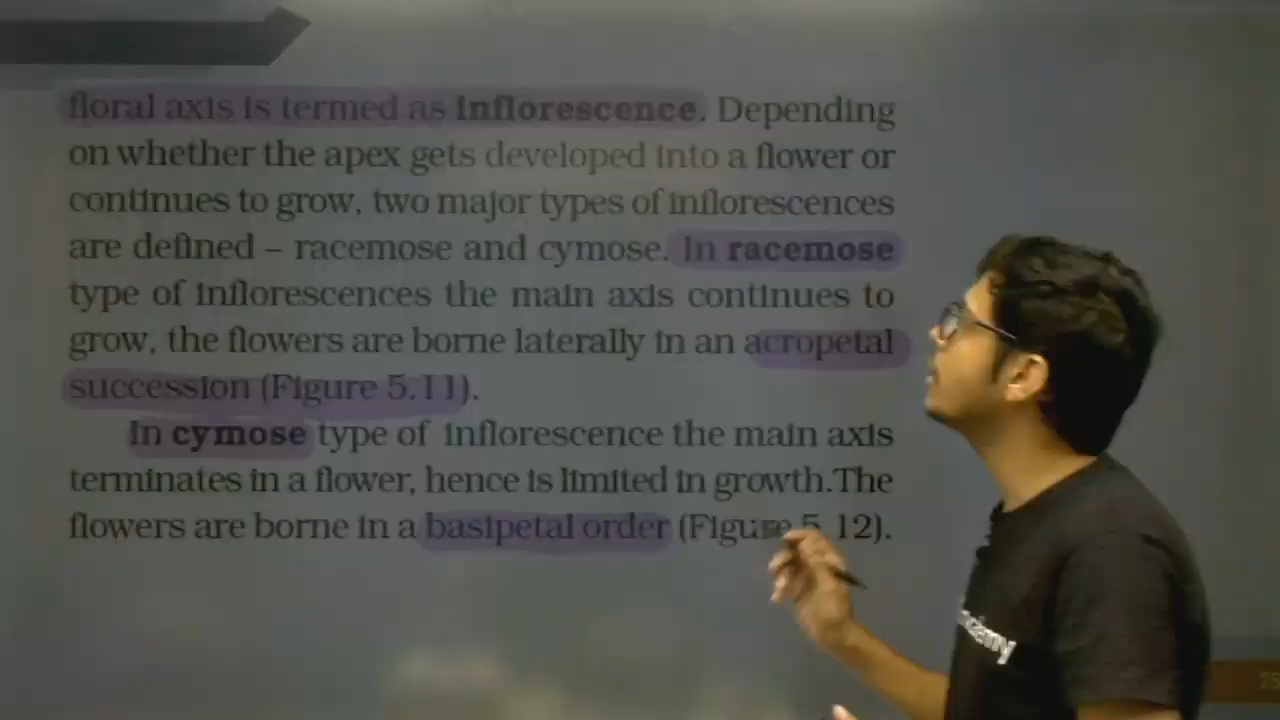 floral axis is termed as inflorescence. Depending
on whether the apex gets developed into a flower or
continues to grow, two major types of inflorescences
are defined – racemose and cymose. In racemose
type of inflorescences the main axis continues to
grow, the flowers are borne laterally in an acropetal
succession (Figure 5.11).
In cymose type of inflorescence the main axis
terminates in a flower, hence is limited in growth.The
flowers are borne in a basipetal order (Figure 5.12).